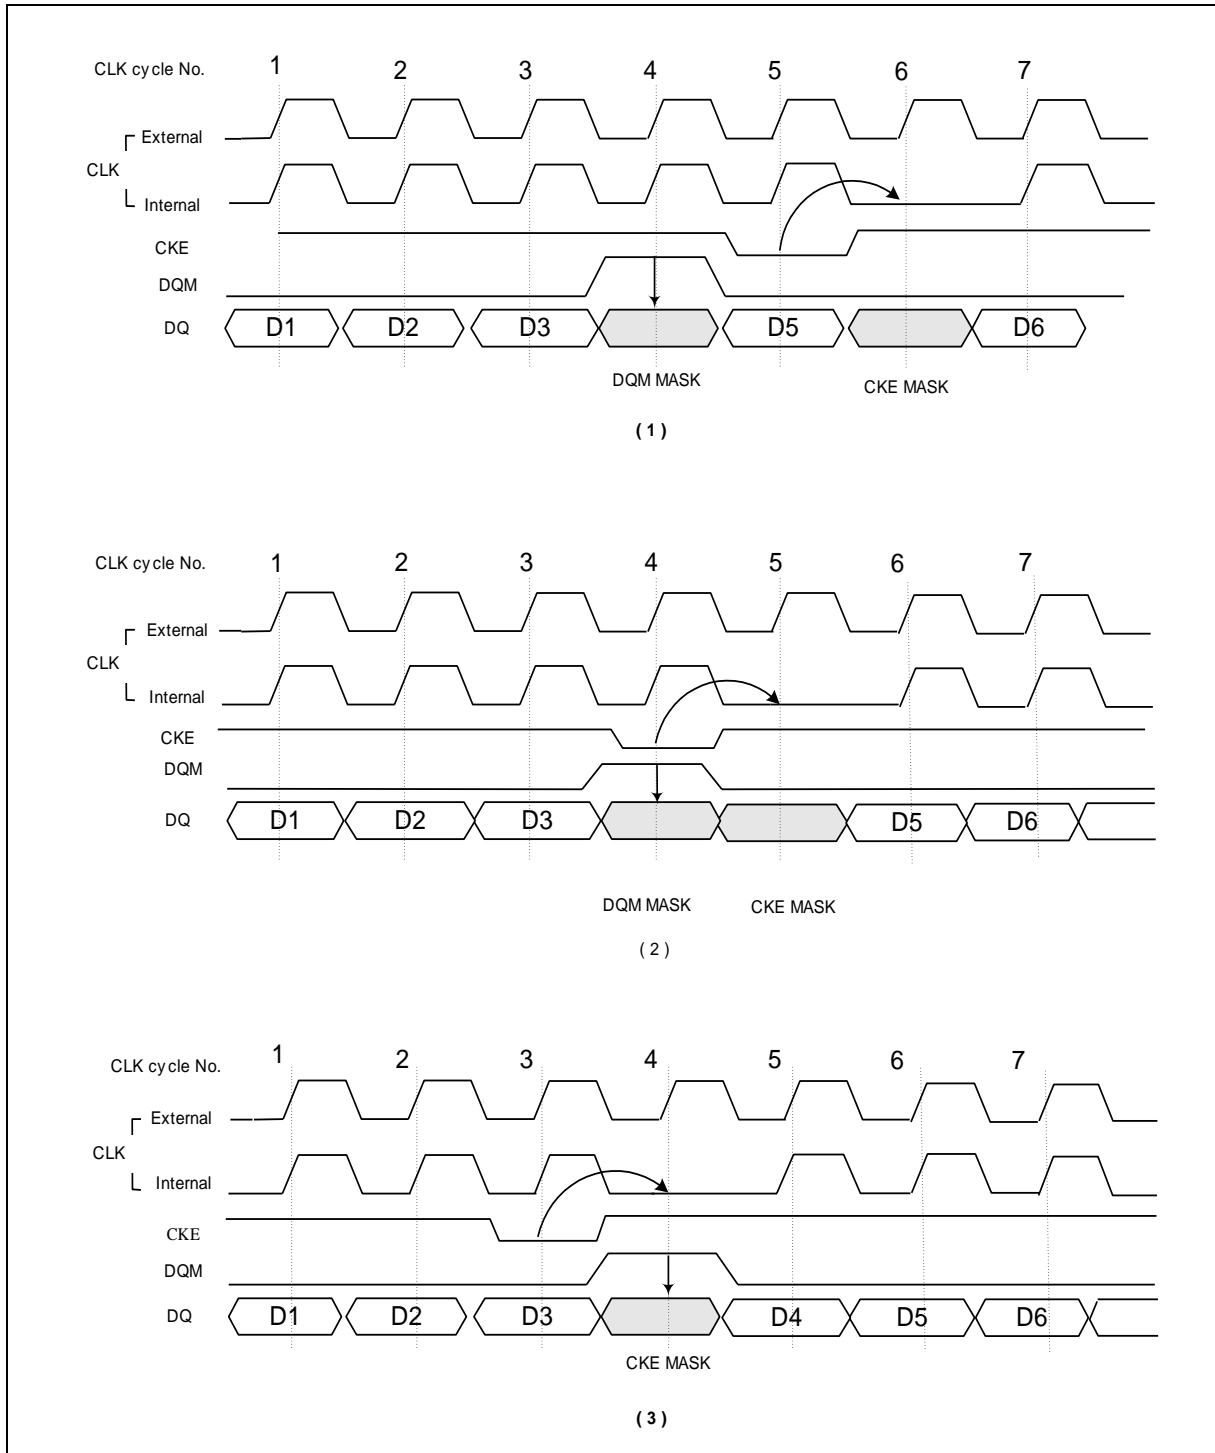 CLK cycle No. 1 2 3 4 5 6 7
External
CLK
Internal
CKE
DQM
DQ D1 D2 D3 D5 D6
DQM MASK CKE MASK
( 1 )
CLK cycle No. 1 2 3 4 5 6 7
External
CLK
Internal
CKE
DQM
DQ D1 D2 D3 D5 D6
DQM MASK CKE MASK
( 2 )
CLK cycle No. 1 2 3 4 5 6 7
External
CLK
Internal
CKE
DQM
DQ D1 D2 D3 D4 D5 D6
CKE MASK
( 3 )